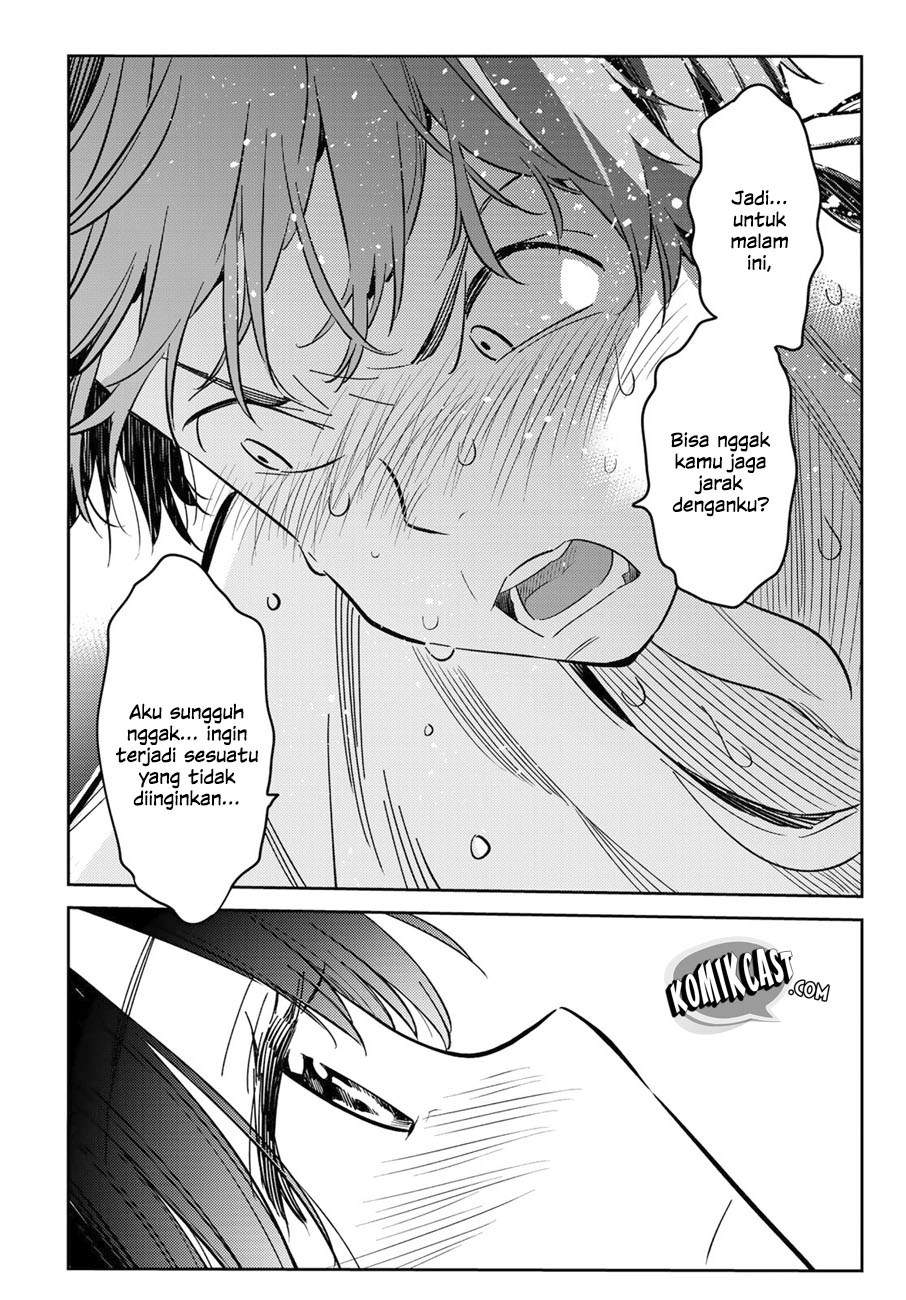 Jadi...
untuk
malam
ini,
Bisa nggak
kamu jaga
jarak
denganku?
Aku sungguh
nggak... ingin
terjadi sesuatu
yang tidak
diinginkan...
KOMIKCAST
.COM